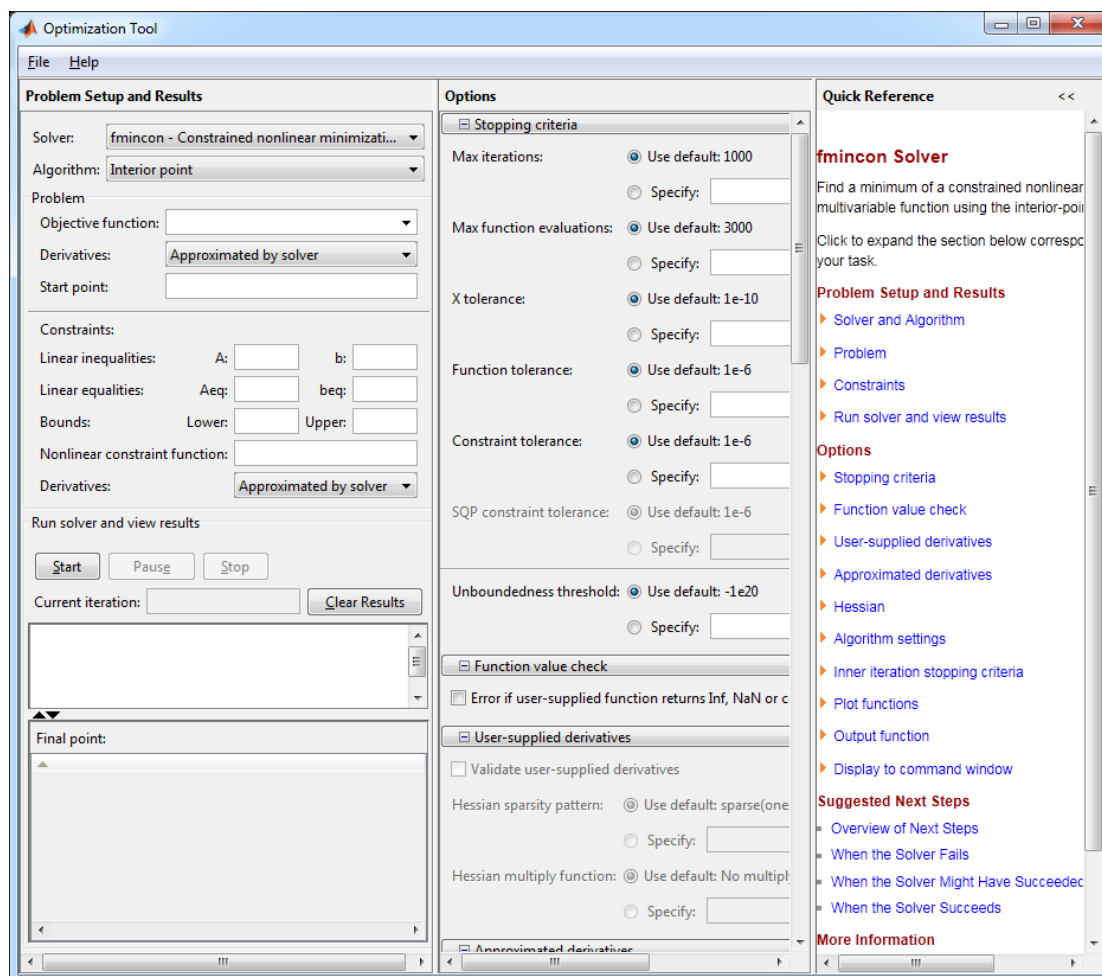 Optimization Tool
File Help
Problem Setup and Results
Solver: fmincon - Constrained nonlinear minimizati...
Algorithm: Interior point
Problem
Objective function:
Derivatives: Approximated by solver
Start point:
Constraints:
Linear inequalities: A: b:
Linear equalities: Aeq: beq:
Bounds: Lower: Upper:
Nonlinear constraint function:
Derivatives: Approximated by solver
Run solver and view results
Start Pause Stop
Current iteration: Clear Results
Final point:
Options
Stopping criteria
Max iterations: Use default: 1000
Specify:
Max function evaluations: Use default: 3000
Specify:
X tolerance: Use default: 1e-10
Specify:
Function tolerance: Use default: 1e-6
Specify:
Constraint tolerance: Use default: 1e-6
Specify:
SQP constraint tolerance: Use default: 1e-6
Specify:
Unboundedness threshold: Use default: -1e20
Specify:
Function value check
Error if user-supplied function returns Inf, NaN or c
User-supplied derivatives
Validate user-supplied derivatives
Hessian sparsity pattern: Use default: sparse(one
Specify:
Hessian multiply function: Use default: No multipl
Specify:
Approximated derivatives
Quick Reference <<
fmincon Solver
Find a minimum of a constrained nonlinear
multivariable function using the interior-poi
Click to expand the section below correspo
your task.
Problem Setup and Results
Solver and Algorithm
Problem
Constraints
Run solver and view results
Options
Stopping criteria
Function value check
User-supplied derivatives
Approximated derivatives
Hessian
Algorithm settings
Inner iteration stopping criteria
Plot functions
Output function
Display to command window
Suggested Next Steps
Overview of Next Steps
When the Solver Fails
When the Solver Might Have Succeeded
When the Solver Succeeds
More Information